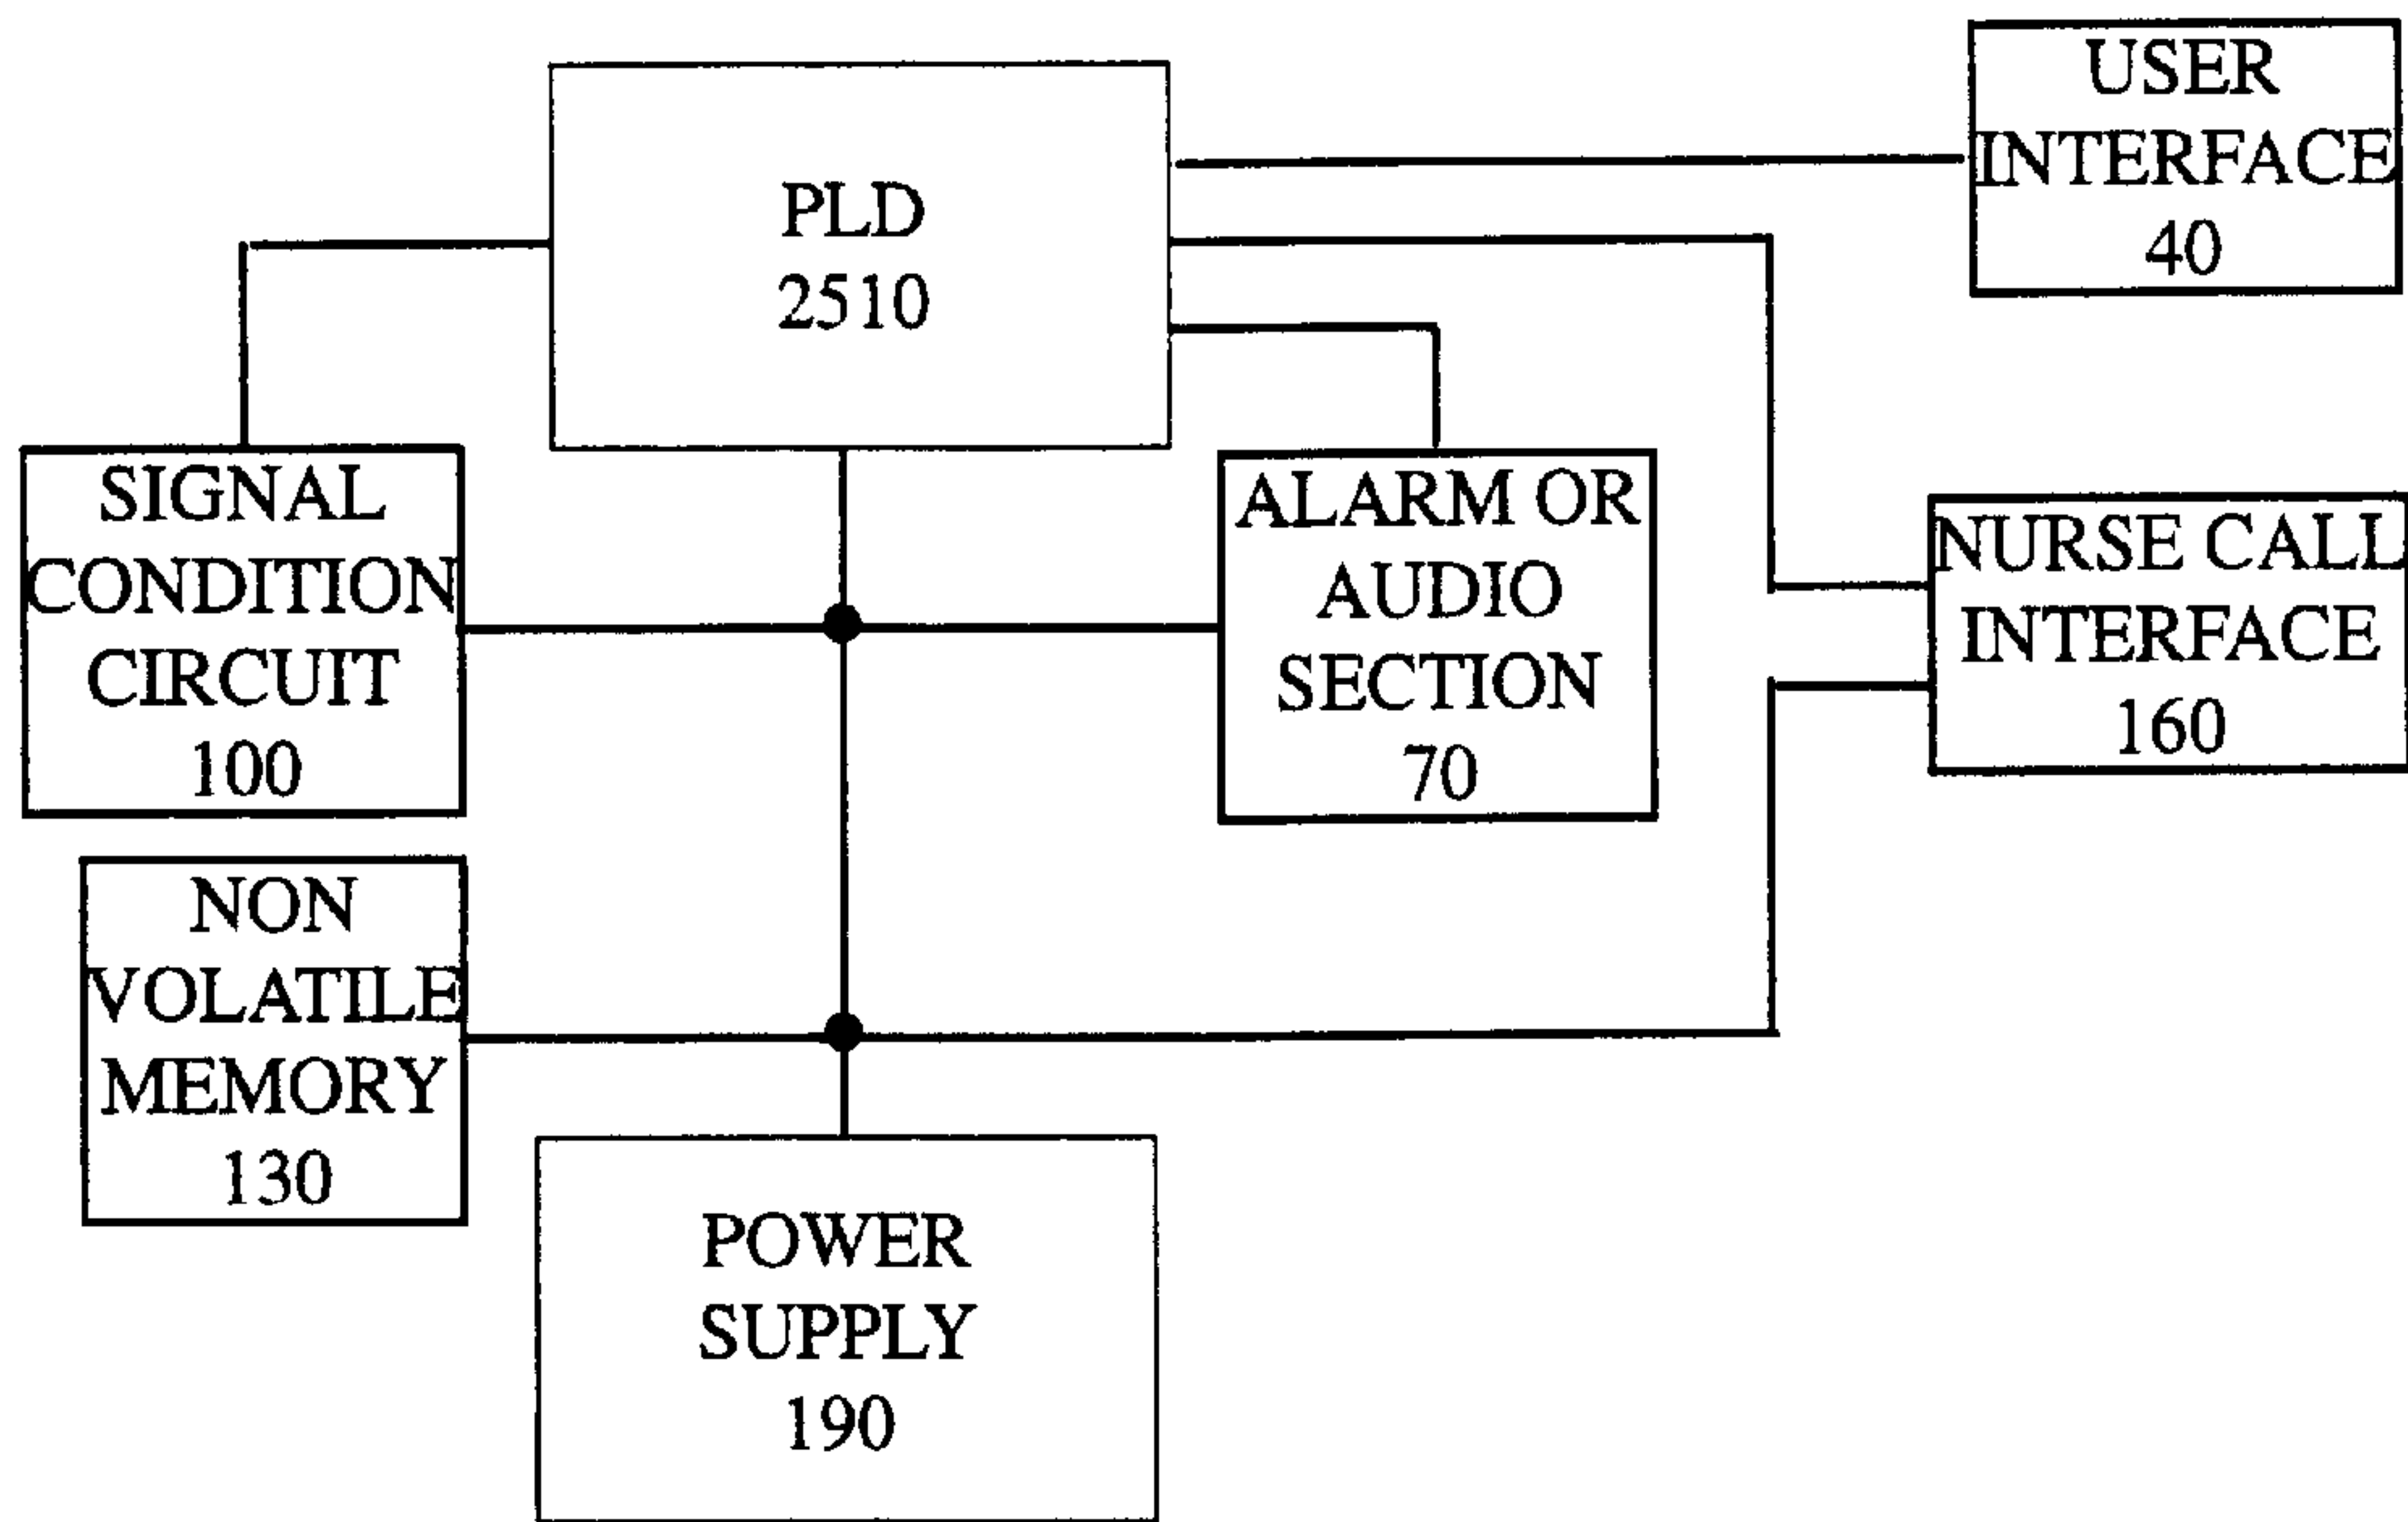 PLD
2510
USER
INTERFACE
40
SIGNAL
CONDITION
CIRCUIT
100
ALARM OR
AUDIO
SECTION
70
NURSE CALL
INTERFACE
160
NON
VOLATILE
MEMORY
130
POWER
SUPPLY
190